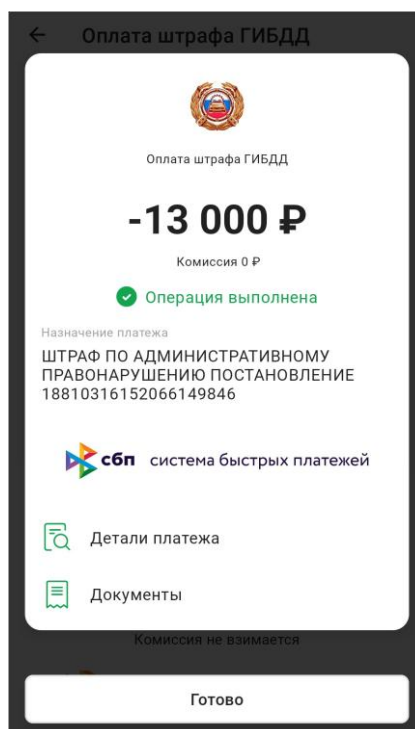 Оплата штрафа ГИБДД
Оплата штрафа ГИБДД
-13 000 ₽
Комиссия 0 ₽
Операция выполнена
Назначение платежа
ШТРАФ ПО АДМИНИСТРАТИВНОМУ
ПРАВОНАРУШЕНИЮ ПОСТАНОВЛЕНИЕ
18810316152066149846
сбп система быстрых платежей
Детали платежа
Документы
Комиссия не взимается
Готово